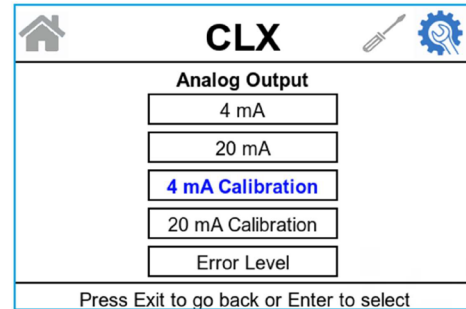 CLX
Analog Output
4 mA
20 mA
4 mA Calibration
20 mA Calibration
Error Level
Press Exit to go back or Enter to select